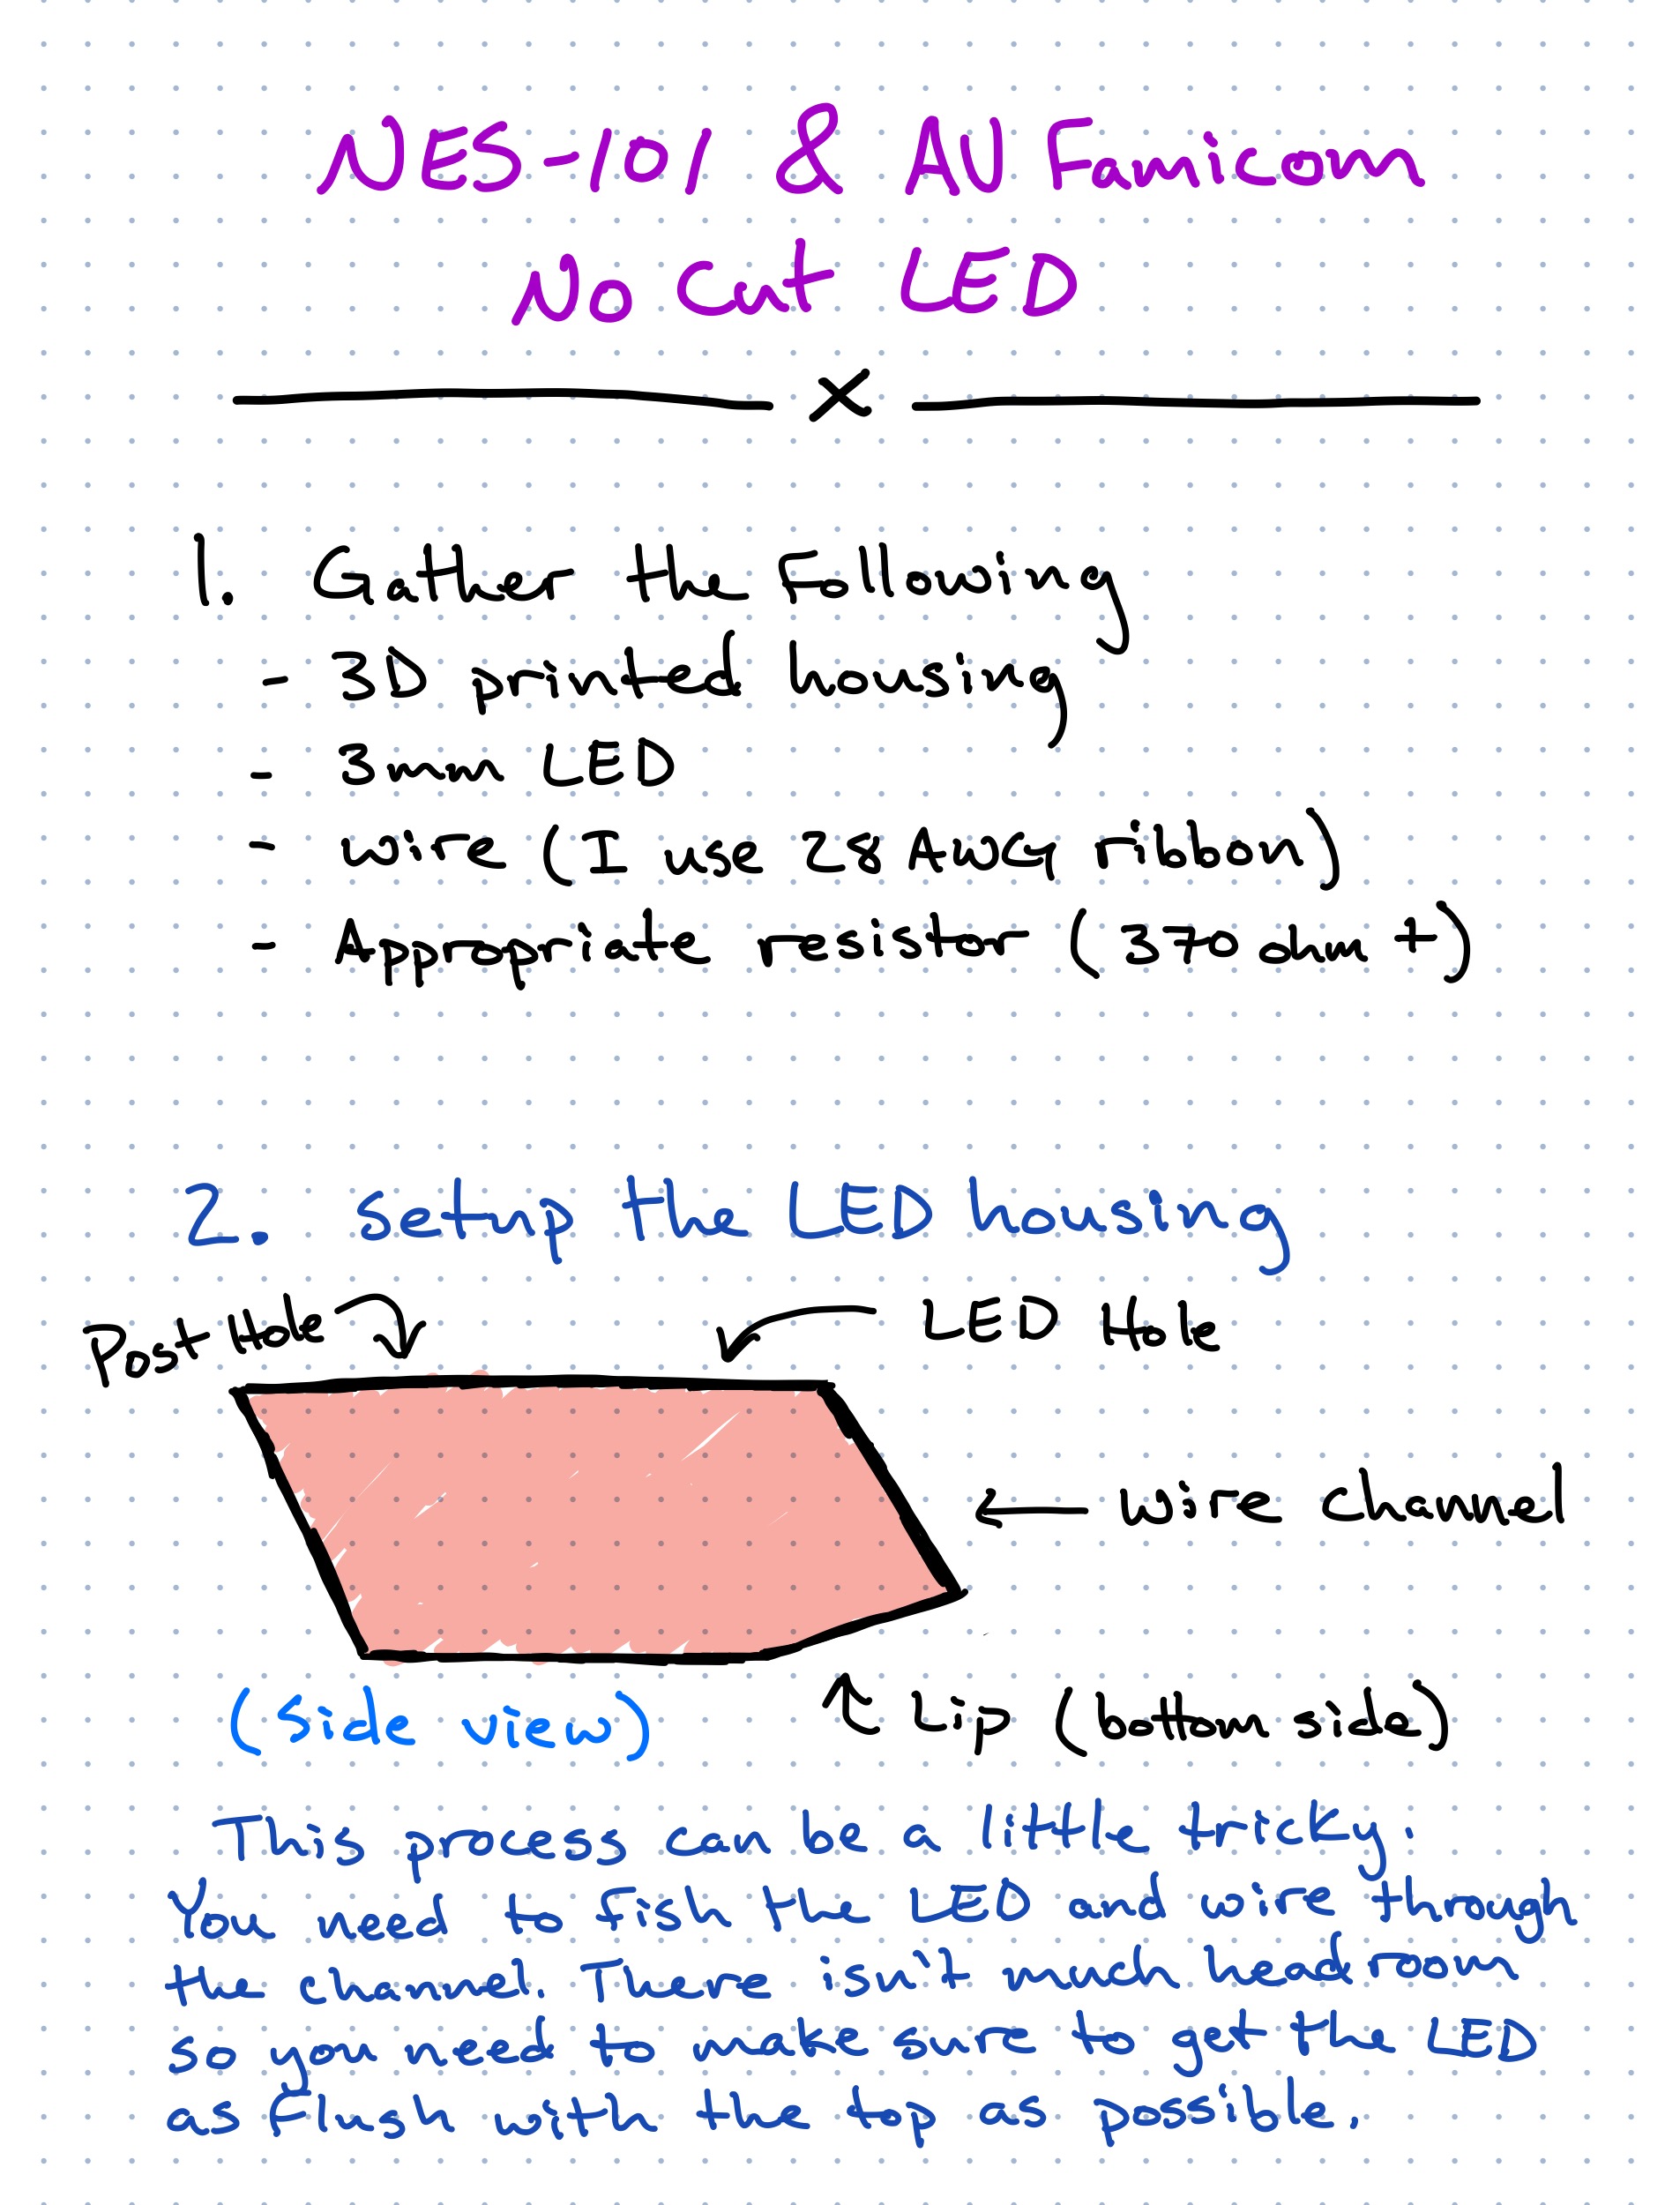 NES-101 & AV Famicom
No Cut LED
x
1. Gather the Following
- 3D printed housing
- 3mm LED
- wire (I use 28 AWG ribbon)
- Appropriate resistor (370 ohm +)
2. setup the LED housing
Post Hole
LED Hole
wire channel
(side view)
Lip (bottom side)
This process can be a little tricky.
You need to fish the LED and wire through
the channel. There isn't much headroom
so you need to make sure to get the LED
as flush with the top as possible.